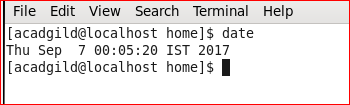 File Edit View Search Terminal Help
[acadgild@localhost home]$ date
Thu Sep  7 00:05:20 IST 2017
[acadgild@localhost home]$